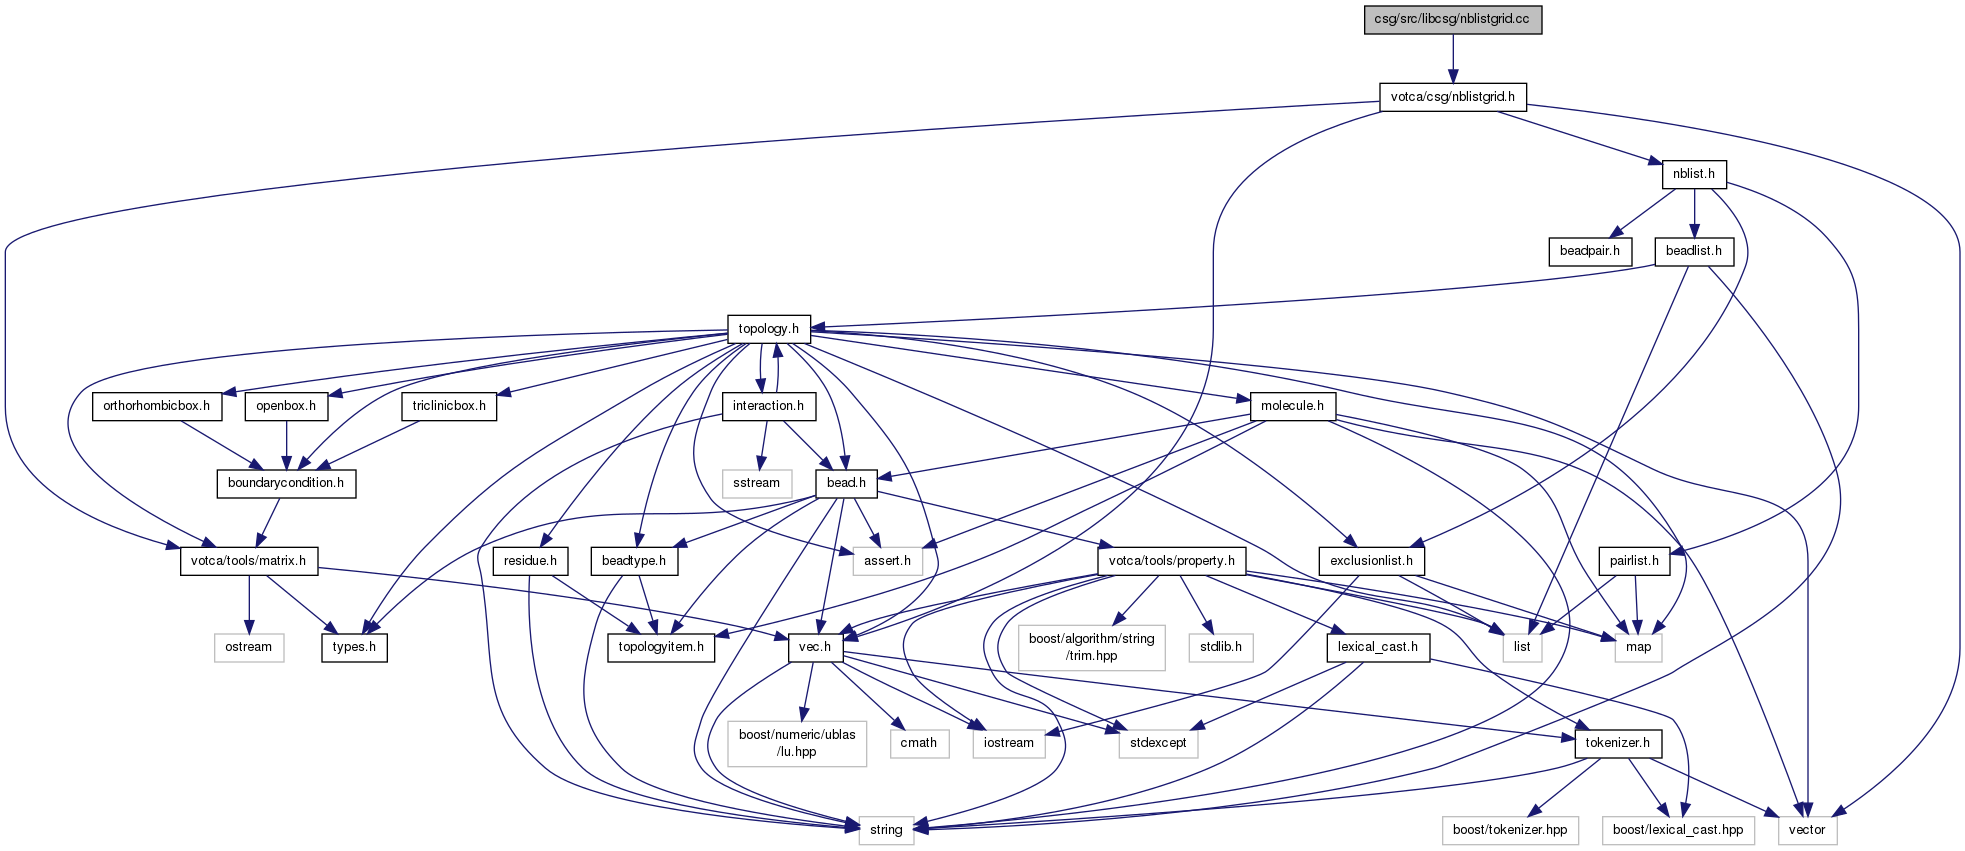 csg/src/libcsg/nblistgrid.cc
votca/csg/nblistgrid.h
nblist.h
beadpair.h
beadlist.h
topology.h
orthorhombicbox.h
openbox.h
triclinicbox.h
interaction.h
molecule.h
boundarycondition.h
sstream
bead.h
votca/tools/matrix.h
residue.h
beadtype.h
assert.h
votca/tools/property.h
exclusionlist.h
pairlist.h
ostream
types.h
topologyitem.h
vec.h
boost/algorithm/string
/trim.hpp
stdlib.h
lexical_cast.h
list
map
boost/numeric/ublas
/lu.hpp
cmath
iostream
stdexcept
tokenizer.h
string
boost/tokenizer.hpp
boost/lexical_cast.hpp
vector